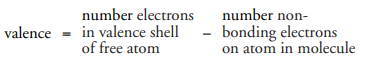 number electrons number non-
valence = in valence shell – bonding electrons
of free atom on atom in molecule